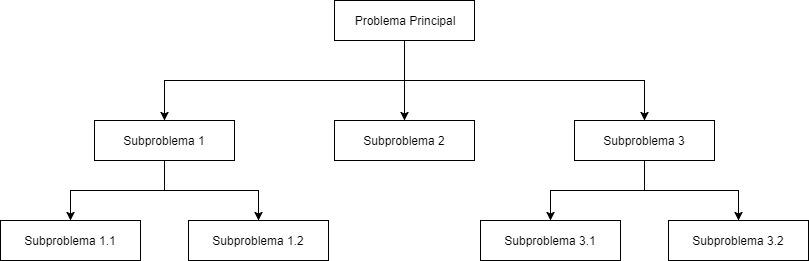 Problema Principal
Subproblema 1
Subproblema 2
Subproblema 3
Subproblema 1.1
Subproblema 1.2
Subproblema 3.1
Subproblema 3.2